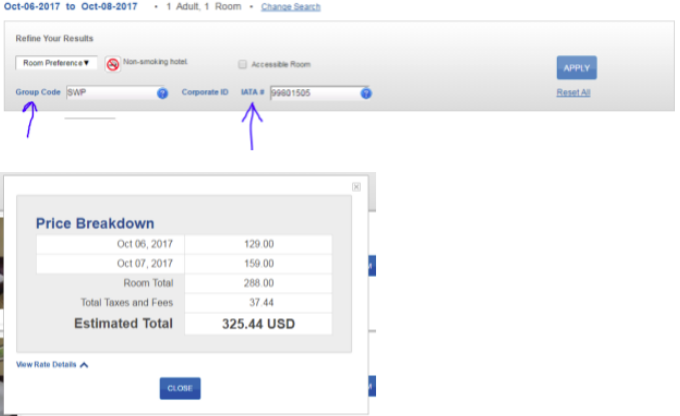 Oct-06-2017 to Oct-08-2017 • 1 Adult, 1 Room • Change Search
Refine Your Results
Room Preference▼ Non-smoking hotel. Accessible Room APPLY
Group Code SWP ? Corporate ID IATA # 99601505 ? Reset All
x
Price Breakdown
Oct 06, 2017 129.00
Oct 07, 2017 159.00
Room Total 288.00
Total Taxes and Fees 37.44
Estimated Total 325.44 USD
View Rate Details
CLOSE